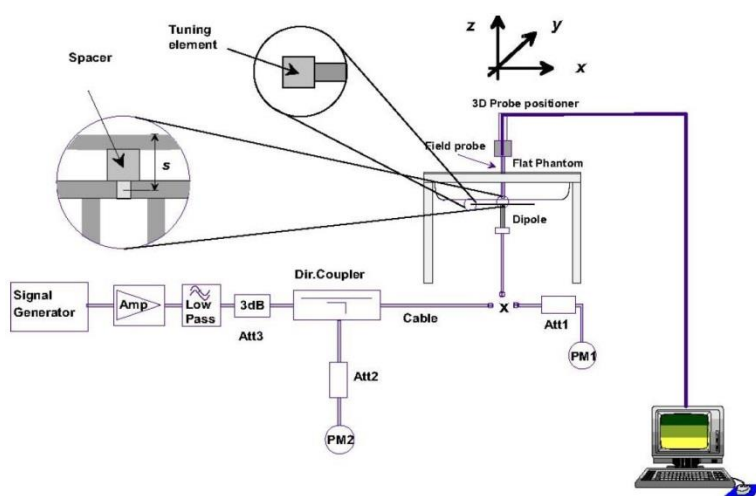 Tuning
element
Spacer
s
z
y
x
3D Probe positioner
Field probe
Flat Phantom
Dipole
Signal
Generator
Amp
Low
Pass
3dB
Att3
Dir.Coupler
Cable
x
Att1
PM1
Att2
PM2